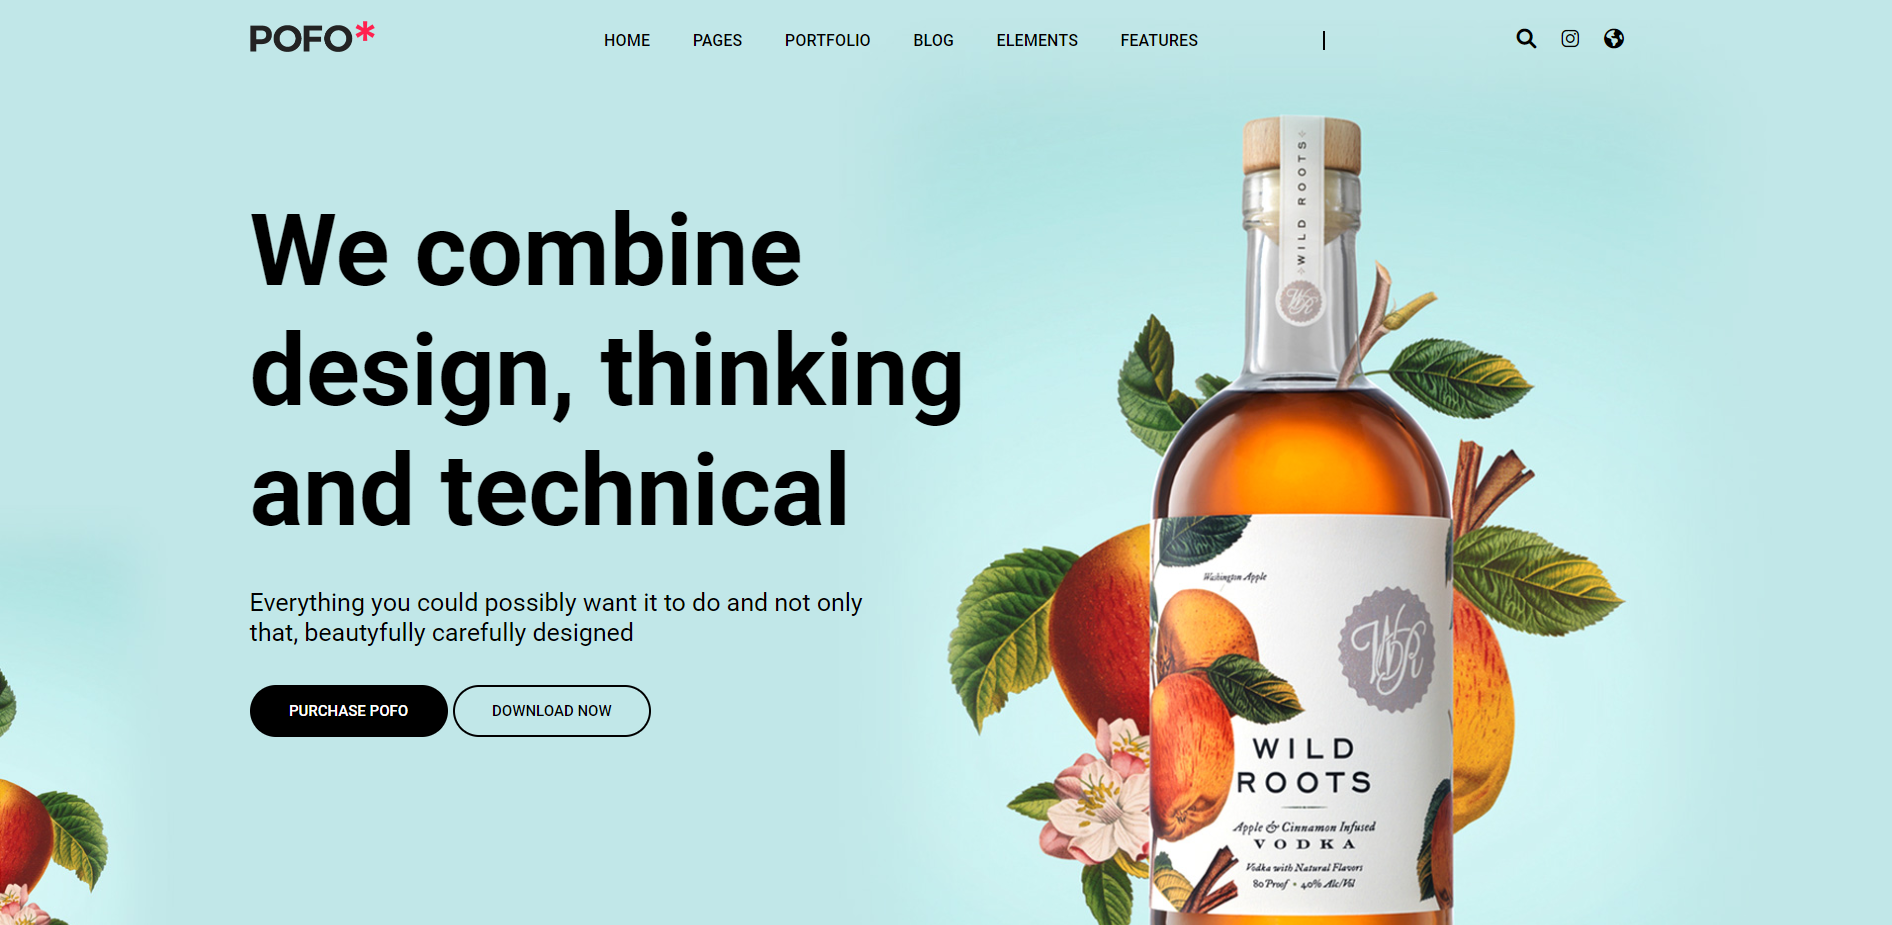 POFO*
HOME PAGES PORTFOLIO BLOG ELEMENTS FEATURES
We combine
design, thinking
and technical
Everything you could possibly want it to do and not only
that, beautyfully carefully designed
PURCHASE POFO DOWNLOAD NOW
WILD ROOTS
WR
Washington Apple
WR
WILD
ROOTS
Apple & Cinnamon Infused
VODKA
Vodka with Natural Flavors
80 Proof • 40% Alc/Vol